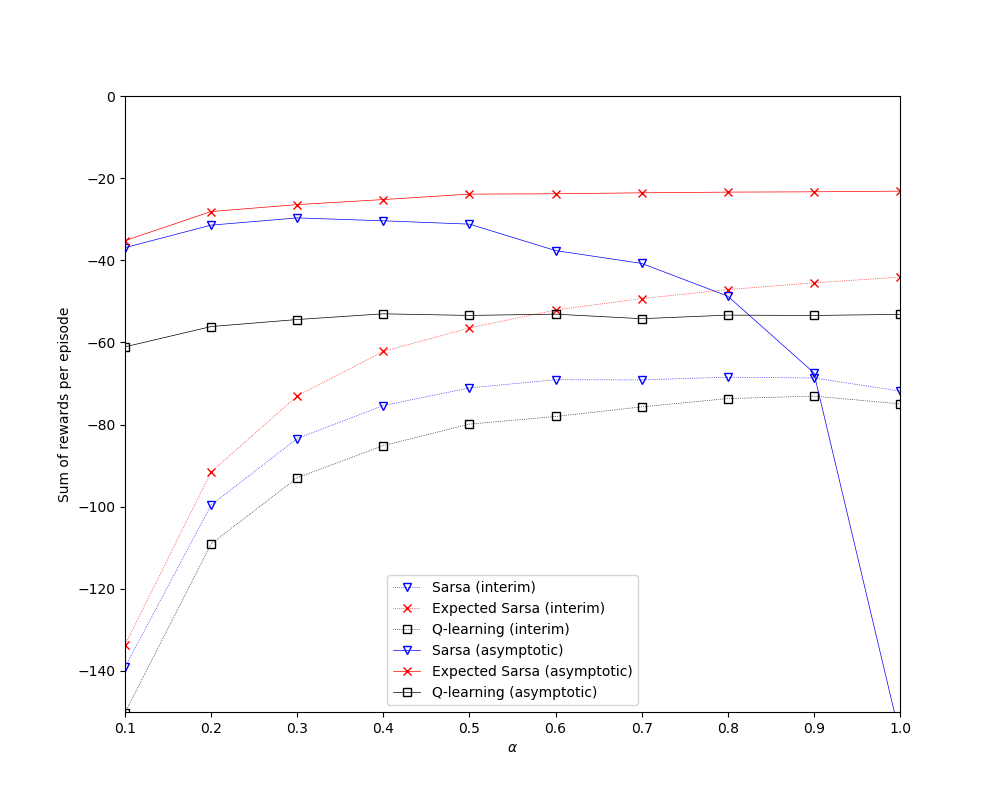 0
−20
−40
−60
−80
−100
−120
−140
Sum of rewards per episode
Sarsa (interim)
Expected Sarsa (interim)
Q-learning (interim)
Sarsa (asymptotic)
Expected Sarsa (asymptotic)
Q-learning (asymptotic)
0.1 0.2 0.3 0.4 0.5 0.6 0.7 0.8 0.9 1.0
α